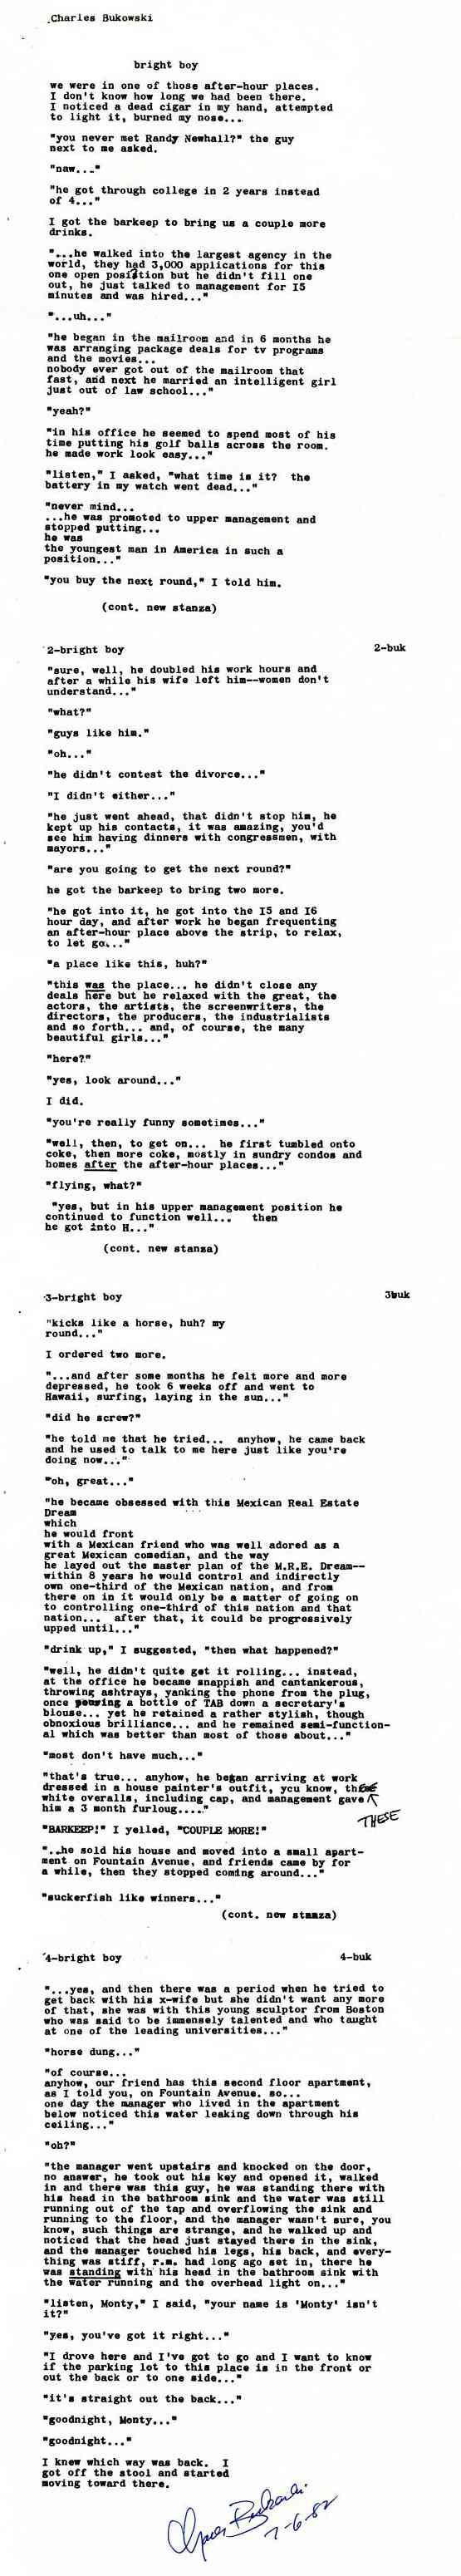 Charles Bukowski
bright boy
we were in one of those after-hour places.
I don't know how long we had been there.
I noticed a dead cigar in my hand, attempted
to light it, burned my nose...
"you never met Randy Newhall?" the guy
next to me asked.
"naw..."
"he got through college in 2 years instead
of 4..."
I got the barkeep to bring us a couple more
drinks.
"...he walked into the largest agency in the
world, they had 3,000 applications for this
one open position but he didn't fill one
out, he just talked to management for I5
minutes and was hired..."
"...uh..."
"he began in the mailroom and in 6 months he
was arranging package deals for tv programs
and the movies...
nobody ever got out of the mailroom that
fast, and next he married an intelligent girl
just out of law school..."
"yeah?"
"in his office he seemed to spend most of his
time putting his golf balls across the room.
he made work look easy..."
"listen," I asked, "what time is it?  the
battery in my watch went dead..."
"never mind...
...he was promoted to upper management and
stopped putting...
he was
the youngest man in America in such a
position..."
"you buy the next round," I told him.
(cont. new stanza)
2-bright boy 2-buk
"sure, well, he doubled his work hours and
after a while his wife left him--women don't
understand..."
"what?"
"guys like him."
"oh..."
"he didn't contest the divorce..."
"I didn't either..."
"he just went ahead, that didn't stop him, he
kept up his contacts, it was amazing, you'd
see him having dinners with congressmen, with
mayors..."
"are you going to get the next round?"
he got the barkeep to bring two more.
"he got into it, he got into the I5 and I6
hour day, and after work he began frequenting
an after-hour place above the strip, to relax,
to let go..."
"a place like this, huh?"
"this was the place... he didn't close any
deals here but he relaxed with the great, the
actors, the artists, the screenwriters, the
directors, the producers, the industrialists
and so forth... and, of course, the many
beautiful girls..."
"here?"
"yes, look around..."
I did.
"you're really funny sometimes..."
"well, then, to get on...  he first tumbled onto
coke, then more coke, mostly in sundry condos and
homes after the after-hour places..."
"flying, what?"
"yes, but in his upper management position he
continued to function well...  then
he got into H..."
(cont. new stanza)
3-bright boy 3buk
"kicks like a horse, huh? my
round..."
I ordered two more.
"...and after some months he felt more and more
depressed, he took 6 weeks off and went to
Hawaii, surfing, laying in the sun..."
"did he screw?"
"he told me that he tried...  anyhow, he came back
and he used to talk to me here just like you're
doing now..."
"oh, great..."
"he became obsessed with this Mexican Real Estate
Dream
which
he would front
with a Mexican friend who was well adored as a
great Mexican comedian, and the way
he layed out the master plan of the M.R.E. Dream--
within 8 years he would control and indirectly
own one-third of the Mexican nation, and from
there on in it would only be a matter of going on
to controlling one-third of this nation and that
nation...  after that, it could be progressively
upped until..."
"drink up," I suggested, "then what happened?"
"well, he didn't quite get it rolling... instead,
at the office he became snappish and cantankerous,
throwing ashtrays, yanking the phone from the plug,
once pouring a bottle of TAB down a secretary's
blouse... yet he retained a rather stylish, though
obnoxious brilliance... and he remained semi-function-
al which was better than most of those about..."
"most don't have much..."
"that's true... anyhow, he began arriving at work
dressed in a house painter's outfit, you know,
white overalls, including cap, and management gave
THESE
him a 3 month furloug...."
"BARKEEP!" I yelled, "COUPLE MORE!"
"..he sold his house and moved into a small apart-
ment on Fountain Avenue, and friends came by for
a while, then they stopped coming around..."
"suckerfish like winners..."
(cont. new stanza)
4-bright boy 4-buk
"...yes, and then there was a period when he tried to
get back with his x-wife but she didn't want any more
of that, she was with this young sculptor from Boston
who was said to be immensely talented and who taught
at one of the leading universities..."
"horse dung..."
"of course...
anyhow, our friend has this second floor apartment,
as I told you, on Fountain Avenue. so...
one day the manager who lived in the apartment
below noticed this water leaking down through his
ceiling..."
"oh?"
"the manager went upstairs and knocked on the door,
no answer, he took out his key and opened it, walked
in and there was this guy, he was standing there with
his head in the bathroom sink and the water was still
running out of the tap and overflowing the sink and
running to the floor, and the manager wasn't sure, you
know, such things are strange, and he walked up and
noticed that the head just stayed there in the sink,
and the manager touched his legs, his back, and every-
thing was stiff, r.m. had long ago set in, there he
was standing with his head in the bathroom sink with
the water running and the overhead light on..."
"listen, Monty," I said, "your name is 'Monty' isn't
it?"
"yes, you've got it right..."
"I drove here and I've got to go and I want to know
if the parking lot to this place is in the front or
out the back or to one side..."
"it's straight out the back..."
"goodnight, Monty..."
"goodnight..."
I knew which way was back.  I
got off the stool and started
moving toward there.
Charles Bukowski
7-6-82